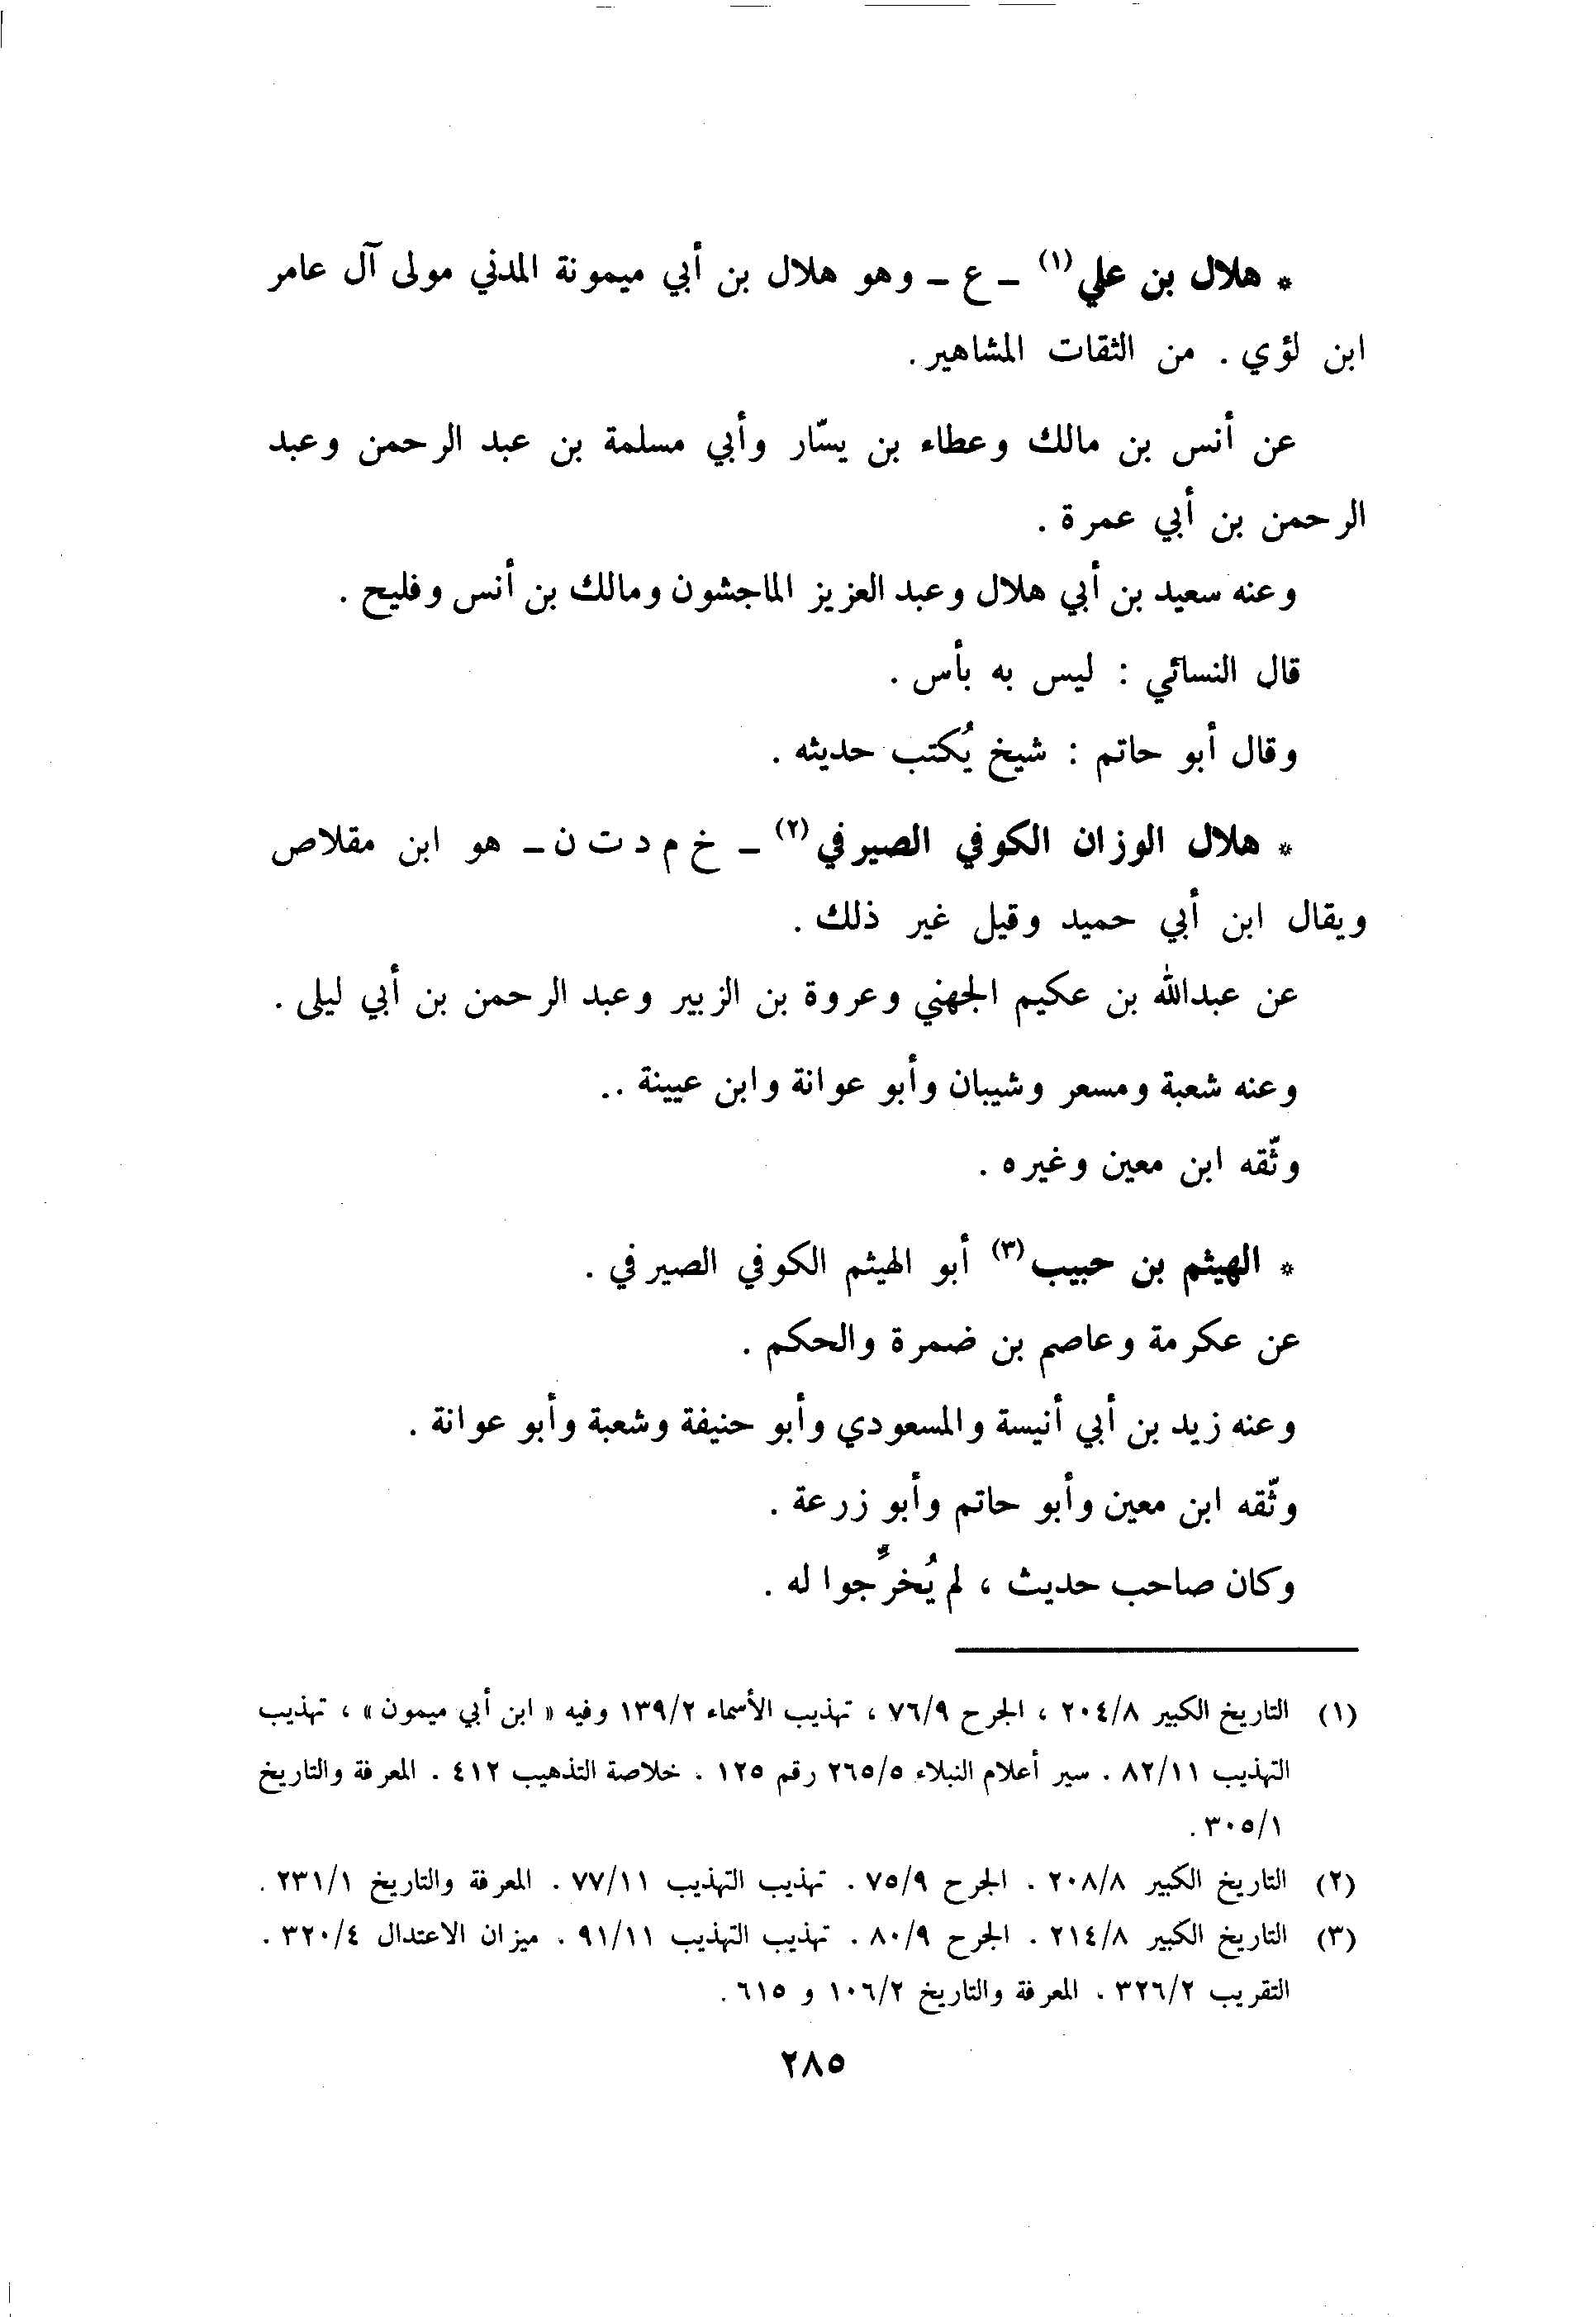 * هلال بن علي (١) ـ ع ـ وهو هلال بن أبي ميمونة المدني مولى آل عامر
ابن لؤي . من الثقات المشاهير .
عن أنس بن مالك وعطاء بن يسّار وأبي مسلمة بن عبد الرحمن وعبد
الرحمن بن أبي عمرة .
وعنه سعيد بن أبي هلال وعبد العزيز الماجشون ومالك بن أنس وفليح .
قال النسائي : ليس به بأس .
وقال أبو حاتم : شيخ يُكتب حديثه .
* هلال الوزان الكوفي الصيرفي (٢) ـ خ م د ت ن ـ هو ابن مقلاص
ويقال ابن أبي حميد وقيل غير ذلك .
عن عبدالله بن عكيم الجهني وعروة بن الزبير وعبد الرحمن بن أبي ليلى .
وعنه شعبة ومسعر وشيبان وأبو عوانة وابن عيينة . .
وثّقه ابن معين وغيره .
* الهيثم بن حبيب (٣) أبو الهيثم الكوفي الصيرفي .
عن عكرمة وعاصم بن ضمرة والحكم .
وعنه زيد بن أبي أنيسة والمسعودي وأبو حنيفة وشعبة وأبو عوانة .
وثّقه ابن معين وأبو حاتم وأبو زرعة .
وكان صاحب حديث ، لم يُخرِّجوا له .
(١) التاريخ الكبير ٢٠٤/٨ ، الجرح ٧٦/٩ ، تهذيب الأسماء ١٣٩/٢ وفيه « ابن أبي ميمون » ، تهذيب
التهذيب ٨٢/١١ . سير أعلام النبلاء ٢٦٥/٥ رقم ١٢٥ . خلاصة التذهيب ٤١٢ . المعرفة والتاريخ
٣٠٥/١ .
(٢) التاريخ الكبير ٢٠٨/٨ . الجرح ٧٥/٩ . تهذيب التهذيب ٧٧/١١ . المعرفة والتاريخ ٢٣١/١ .
(٣) التاريخ الكبير ٢١٤/٨ . الجرح ٨٠/٩ . تهذيب التهذيب ٩١/١١ . ميزان الاعتدال ٣٢٠/٤ .
التقريب ٣٢٦/٢ . المعرفة والتاريخ ١٠٦/٢ و ٦١٥ .
٢٨٥